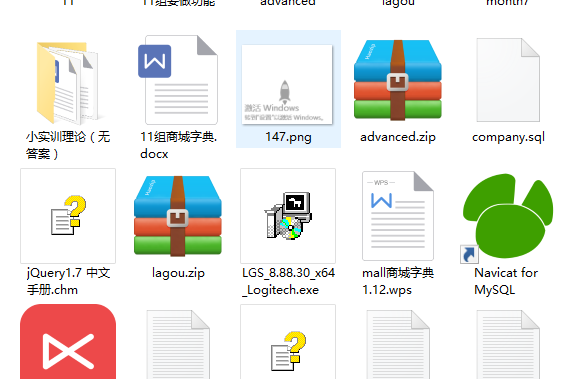 11
11组要做功能
advanced
lagou
month7
激活 Windows
转到"设置"以激活 Windows。
小实训理论（无
答案）
11组商城字典.
docx
147.png
advanced.zip
company.sql
WPS
W
jQuery1.7 中文
手册.chm
lagou.zip
LGS_8.88.30_x64
_Logitech.exe
mall商城字典
1.12.wps
Navicat for
MySQL